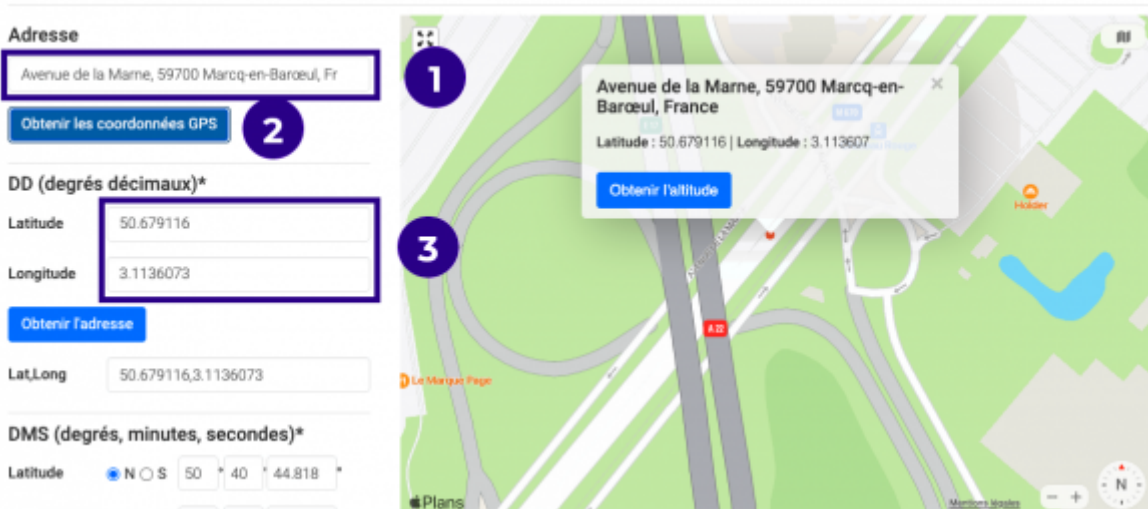 Adresse
Avenue de la Marne, 59700 Marcq-en-Barœul, Fr
1
Obtenir les coordonnées GPS
2
DD (degrés décimaux)*
Latitude
50.679116
3
Longitude
3.1136073
Obtenir l'adresse
Lat,Long
50.679116,3.1136073
DMS (degrés, minutes, secondes)*
Latitude
N S 50 ° 40 ' 44.818 "
Avenue de la Marne, 59700 Marcq-en-
Barœul, France
×
Latitude : 50.679116 | Longitude : 3.113607
Obtenir l'altitude
Holder
A 22
Le Marque Page
Plans
Mentions légales
− +
N